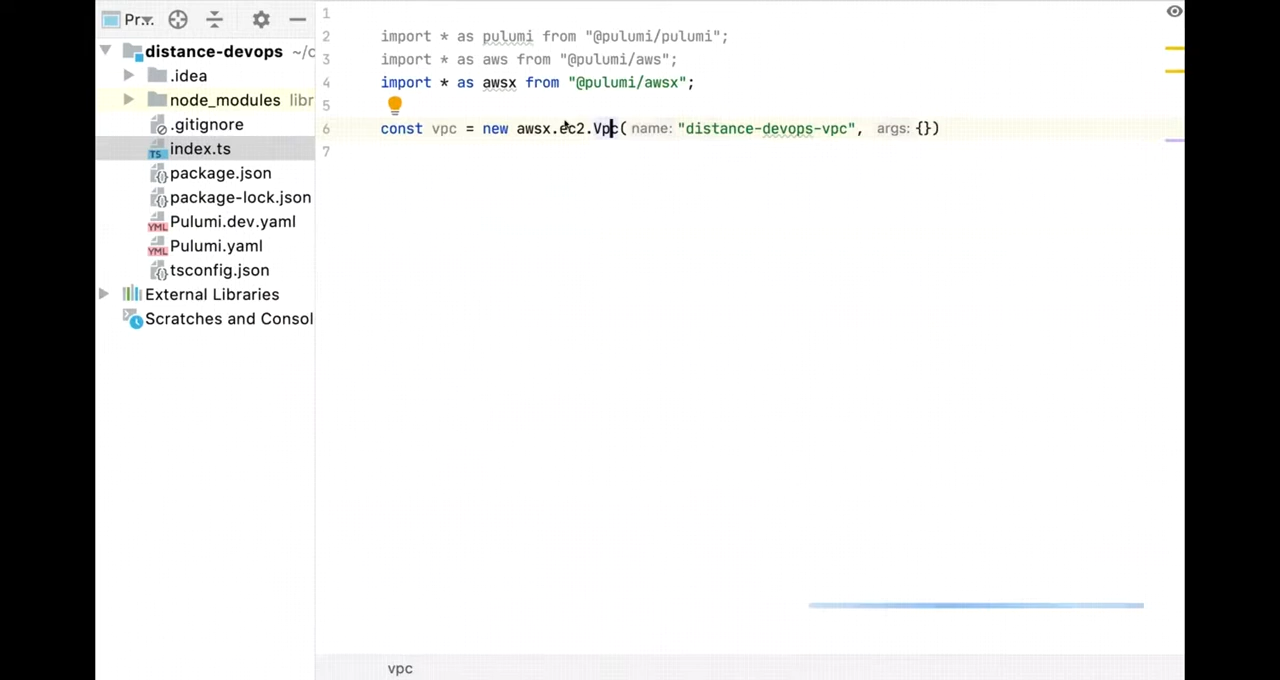 Pr...
distance-devops ~/c
.idea
node_modules libr
.gitignore
index.ts
package.json
package-lock.json
Pulumi.dev.yaml
Pulumi.yaml
tsconfig.json
External Libraries
Scratches and Consol
1
2 import * as pulumi from "@pulumi/pulumi";
3 import * as aws from "@pulumi/aws";
4 import * as awsx from "@pulumi/awsx";
5
6 const vpc = new awsx.ec2.Vpc( name: "distance-devops-vpc", args: {})
7
vpc